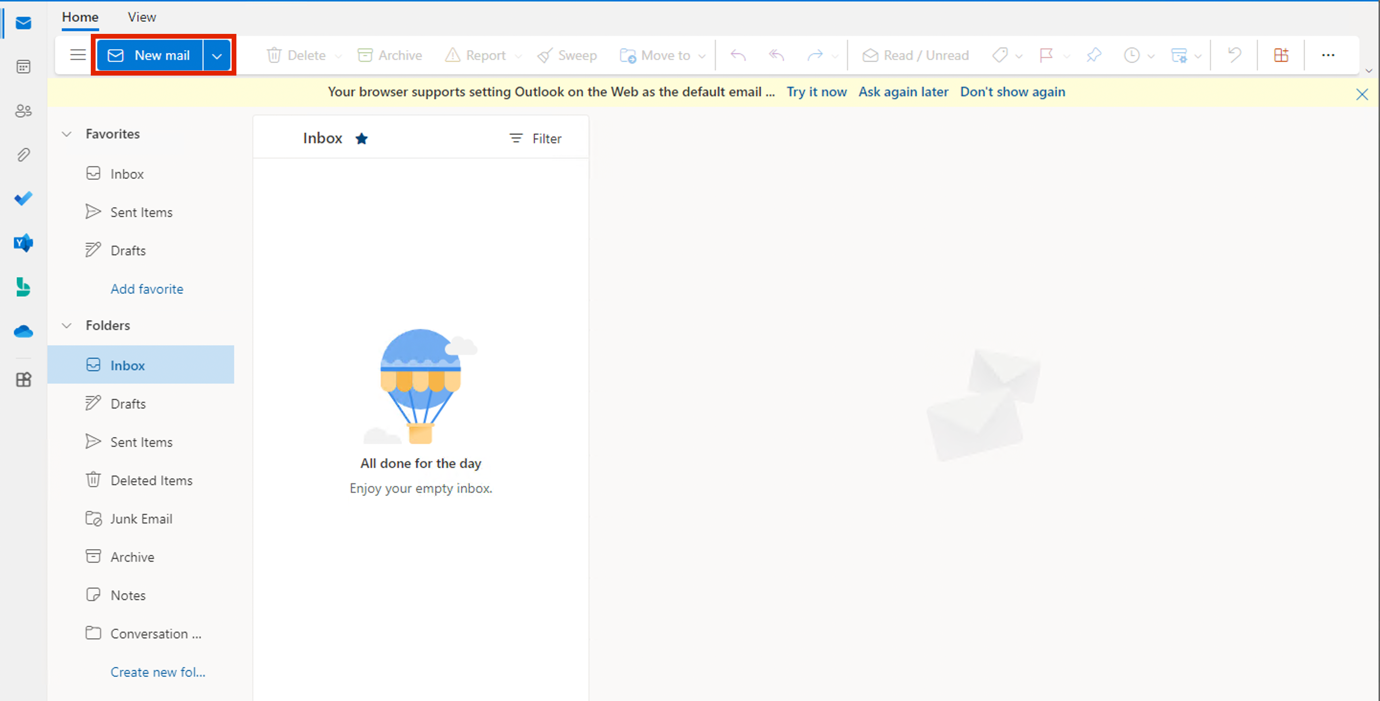 Home View
New mail Delete Archive Report Sweep Move to Read / Unread
Your browser supports setting Outlook on the Web as the default email ... Try it now Ask again later Don't show again
Favorites
Inbox
Sent Items
Drafts
Add favorite
Folders
Inbox
Drafts
Sent Items
Deleted Items
Junk Email
Archive
Notes
Conversation ...
Create new fol...
Inbox Filter
All done for the day
Enjoy your empty inbox.